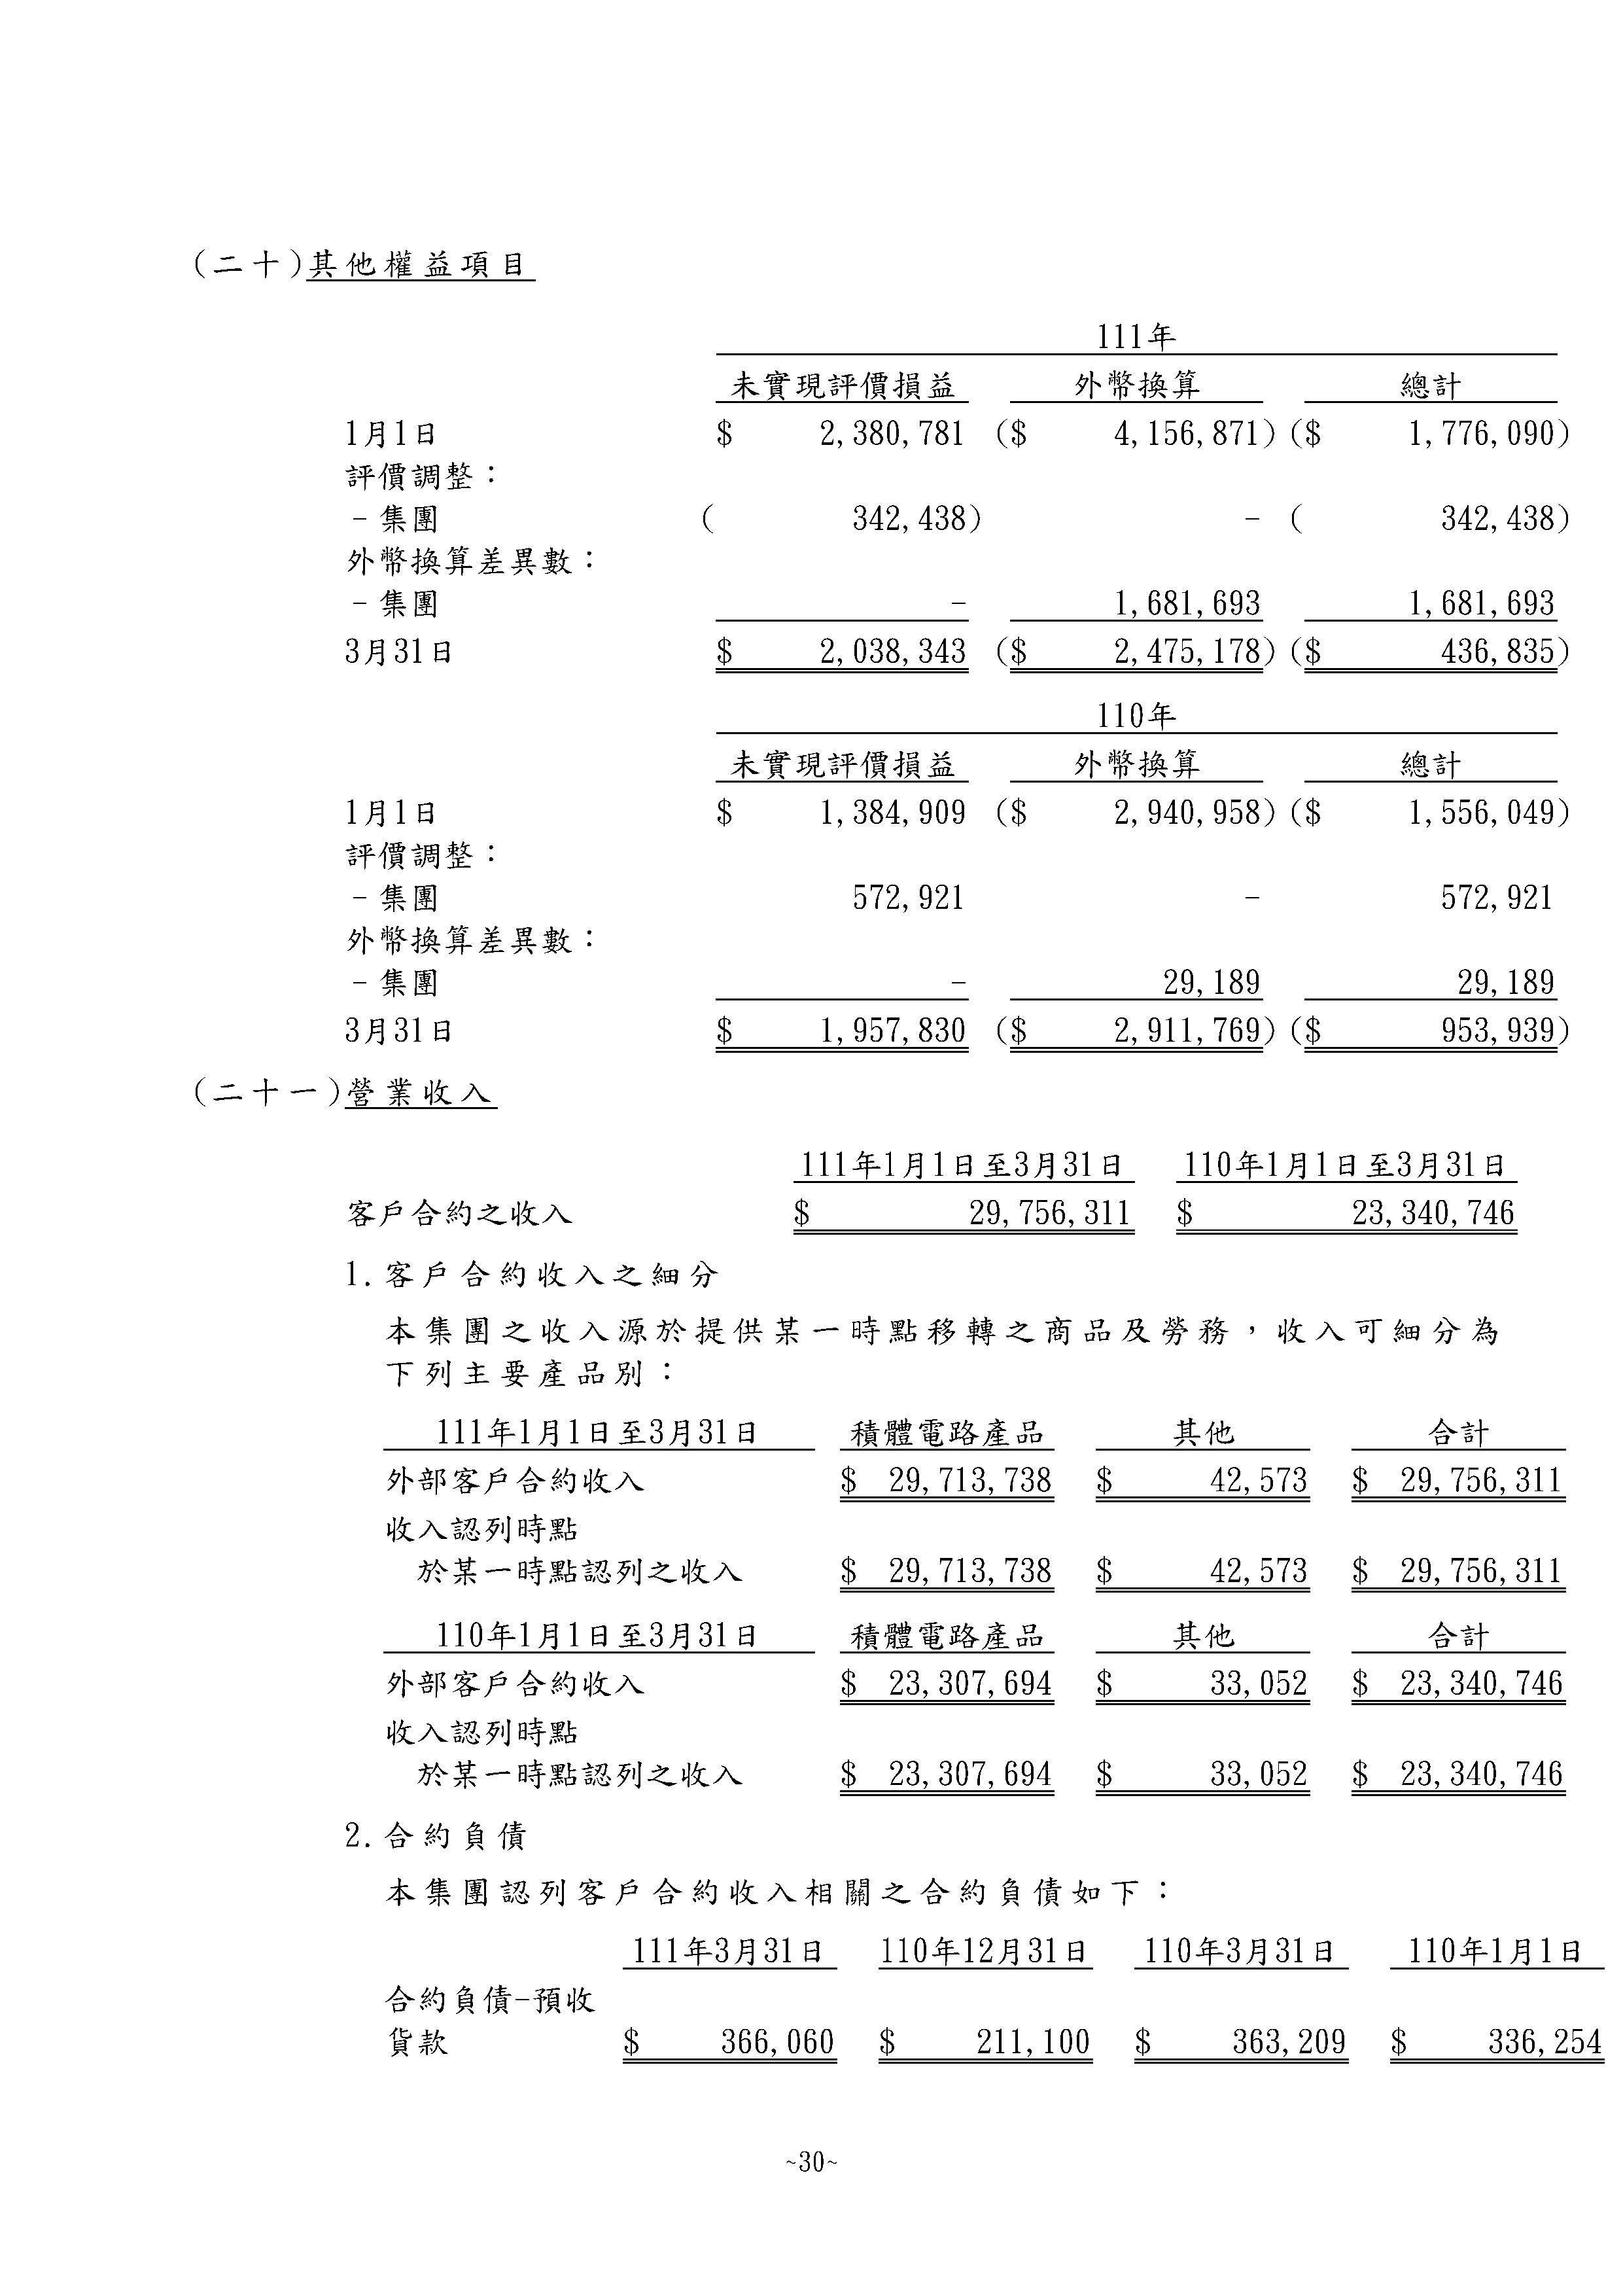 (二十)其他權益項目
111年
未實現評價損益 外幣換算 總計
1月1日 $ 2,380,781 ($ 4,156,871) ($ 1,776,090)
評價調整：
－集團 ( 342,438) － ( 342,438)
外幣換算差異數：
－集團 － 1,681,693 1,681,693
3月31日 $ 2,038,343 ($ 2,475,178) ($ 436,835)
110年
未實現評價損益 外幣換算 總計
1月1日 $ 1,384,909 ($ 2,940,958) ($ 1,556,049)
評價調整：
－集團 572,921 － 572,921
外幣換算差異數：
－集團 － 29,189 29,189
3月31日 $ 1,957,830 ($ 2,911,769) ($ 953,939)
(二十一)營業收入
111年1月1日至3月31日 110年1月1日至3月31日
客戶合約之收入 $ 29,756,311 $ 23,340,746
1.客戶合約收入之細分
本集團之收入源於提供某一時點移轉之商品及勞務，收入可細分為
下列主要產品別：
111年1月1日至3月31日 積體電路產品 其他 合計
外部客戶合約收入 $ 29,713,738 $ 42,573 $ 29,756,311
收入認列時點
於某一時點認列之收入 $ 29,713,738 $ 42,573 $ 29,756,311
110年1月1日至3月31日 積體電路產品 其他 合計
外部客戶合約收入 $ 23,307,694 $ 33,052 $ 23,340,746
收入認列時點
於某一時點認列之收入 $ 23,307,694 $ 33,052 $ 23,340,746
2.合約負債
本集團認列客戶合約收入相關之合約負債如下：
111年3月31日 110年12月31日 110年3月31日 110年1月1日
合約負債－預收
貨款 $ 366,060 $ 211,100 $ 363,209 $ 336,254
~30~